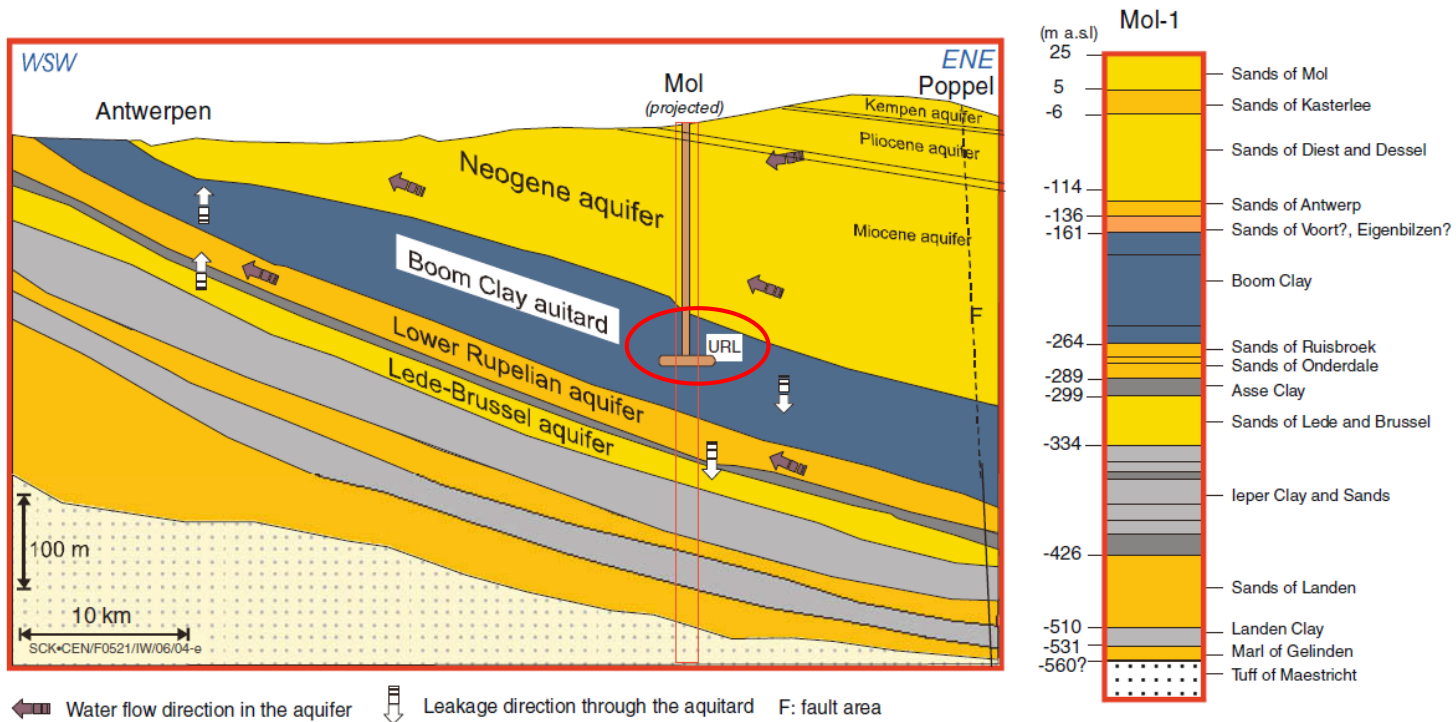 WSW
ENE
Antwerpen
Mol
(projected)
Poppel
Kempen aquifer
Pliocene aquifer
Neogene aquifer
Miocene aquifer
Boom Clay auitard
F
URL
Lower Rupelian aquifer
Lede-Brussel aquifer
100 m
10 km
SCK•CEN/F0521/IW/06/04-e
Water flow direction in the aquifer
Leakage direction through the aquitard
F: fault area
Mol-1
(m a.s.l)
25
Sands of Mol
5
Sands of Kasterlee
-6
Sands of Diest and Dessel
-114
Sands of Antwerp
-136
Sands of Voort?, Eigenbilzen?
-161
Boom Clay
-264
Sands of Ruisbroek
Sands of Onderdale
-289
Asse Clay
-299
Sands of Lede and Brussel
-334
Ieper Clay and Sands
-426
Sands of Landen
-510
Landen Clay
-531
Marl of Gelinden
-560?
Tuff of Maestricht